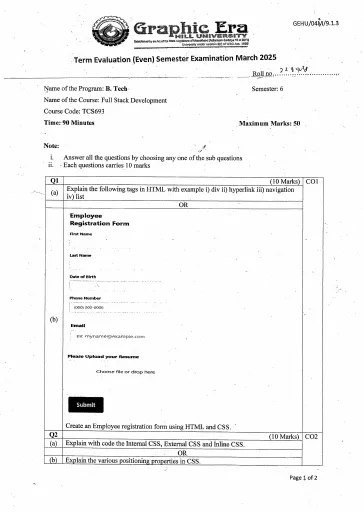 GEHU/04/I/9.1.3
Graphic Era
HILL UNIVERSITY
Term Evaluation (Even) Semester Examination March 2025
Roll no.
Name of the Program: B. Tech Semester: 6
Name of the Course: Full Stack Development
Course Code: TCS693
Time: 90 Minutes Maximum Marks: 50
Note:
i. Answer all the questions by choosing any one of the sub questions
ii. Each questions carries 10 marks
Q1 (10 Marks) CO1
(a) Explain the following tags in HTML with example i) div ii) hyperlink iii) navigation
iv) list
OR
Employee
Registration Form
First Name
Last Name
Date of Birth
Phone Number
(000) 000-0000
(b)
Email
ex: myname@example.com
Please Upload your Resume
Choose file or drop here
Submit
Create an Employee registration form using HTML and CSS.
Q2 (10 Marks) CO2
(a) Explain with code the Internal CSS, External CSS and Inline CSS.
OR
(b) Explain the various positioning properties in CSS.
Page 1 of 2